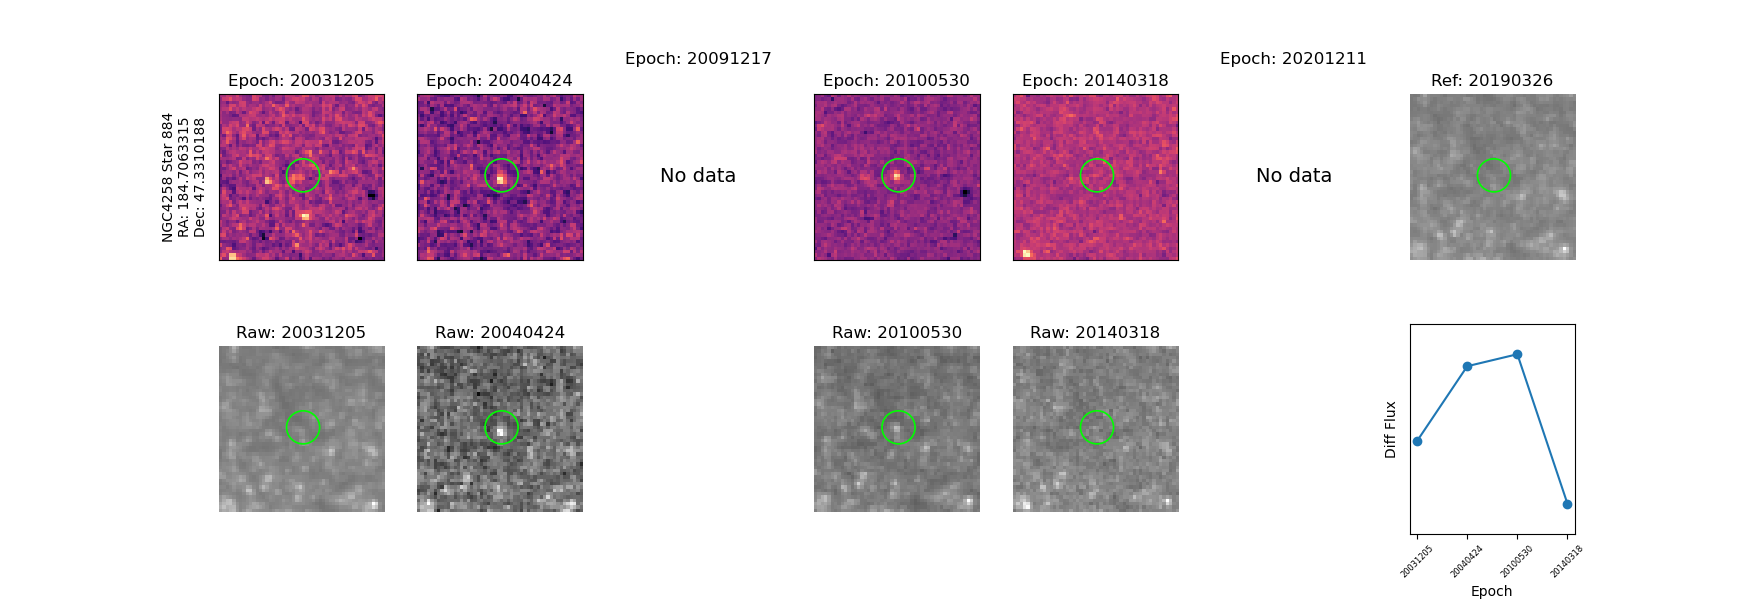 Epoch: 20091217
Epoch: 20201211
Epoch: 20031205
Epoch: 20040424
Epoch: 20100530
Epoch: 20140318
Ref: 20190326
NGC4258 Star 884
RA: 184.7063315
Dec: 47.3310188
No data
No data
Raw: 20031205
Raw: 20040424
Raw: 20100530
Raw: 20140318
Diff Flux
20031205
20040424
20100530
20140318
Epoch